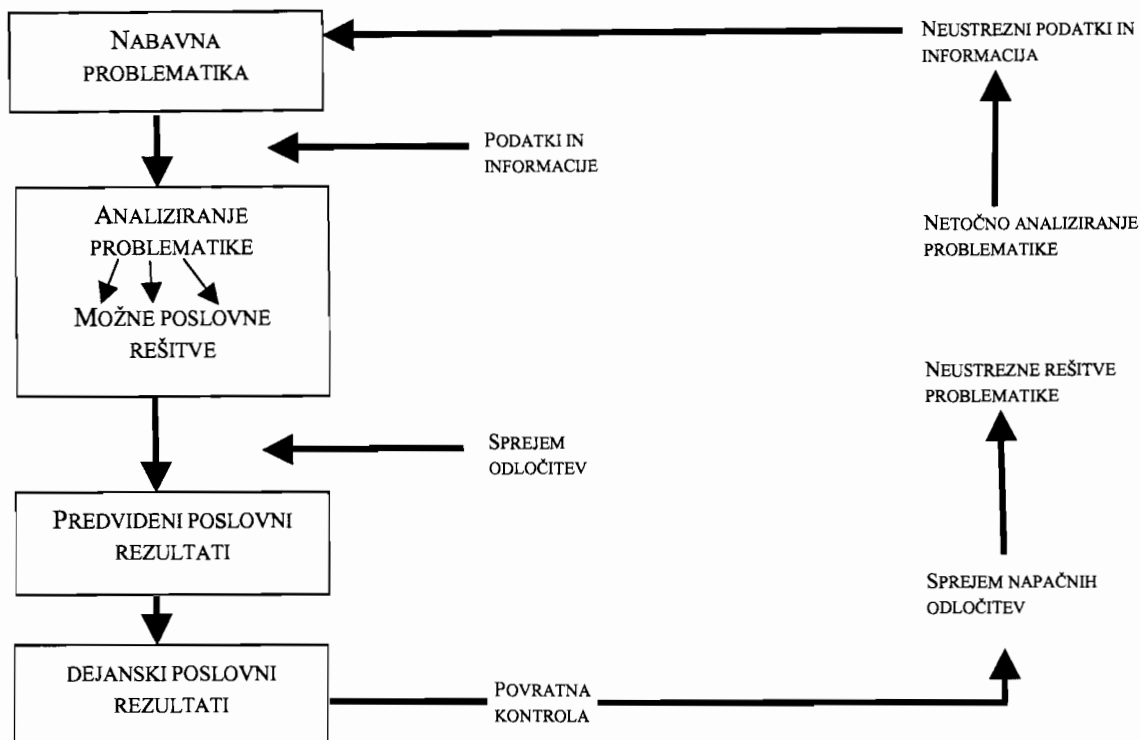 NABAVNA
PROBLEMATIKA
NEUSTREZNI PODATKI IN
INFORMACIJA
PODATKI IN
INFORMACIJE
ANALIZIRANJE
PROBLEMATIKE
MOŽNE POSLOVNE
REŠITVE
NETOČNO ANALIZIRANJE
PROBLEMATIKE
NEUSTREZNE REŠITVE
PROBLEMATIKE
SPREJEM
ODLOČITEV
PREDVIDENI POSLOVNI
REZULTATI
SPREJEM NAPAČNIH
ODLOČITEV
DEJANSKI POSLOVNI
REZULTATI
POVRATNA
KONTROLA